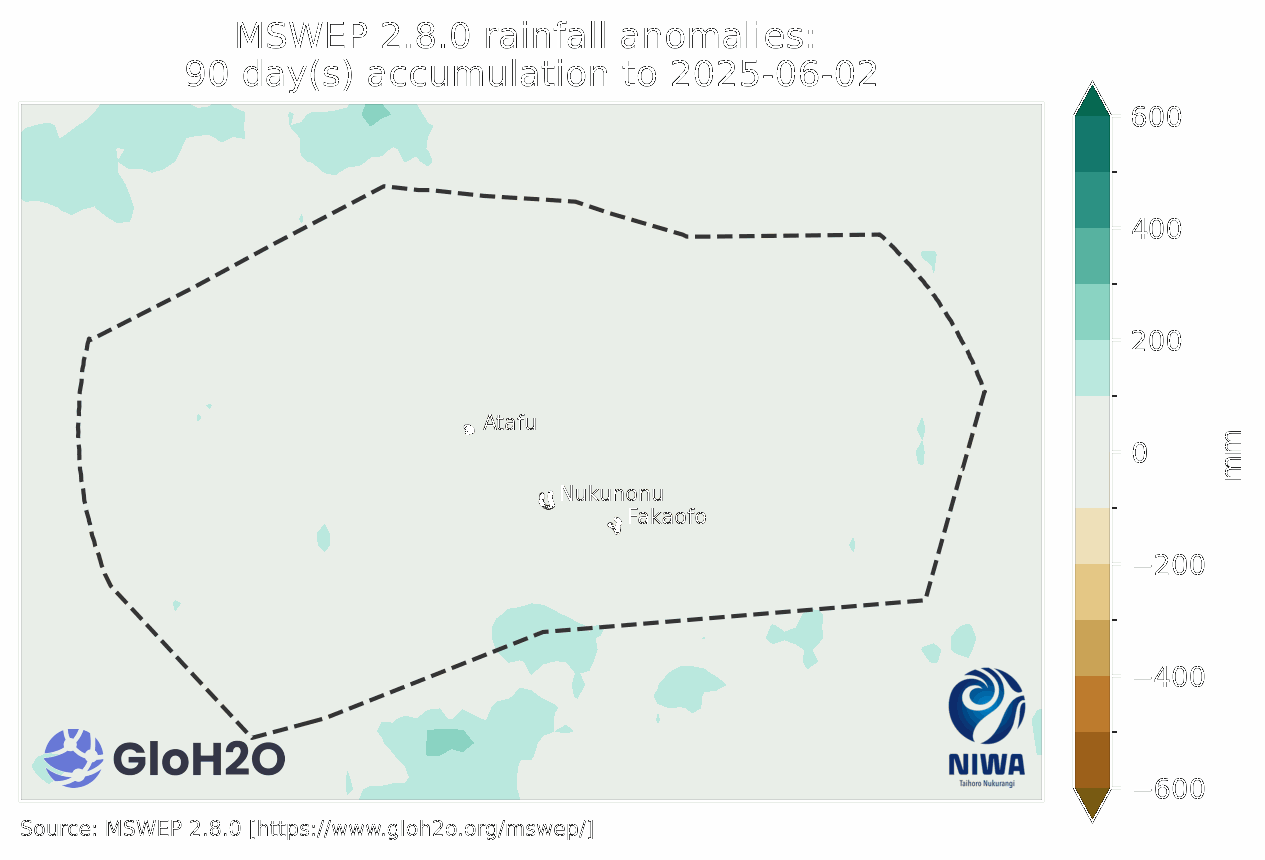 MSWEP 2.8.0 rainfall anomalies:
90 day(s) accumulation to 2025-06-02
600
400
200
0
−200
−400
−600
mm
Atafu
Nukunonu
Fakaofo
GloH2O
NIWA
Taihoro Nukurangi
Source: MSWEP 2.8.0 [https://www.gloh2o.org/mswep/]